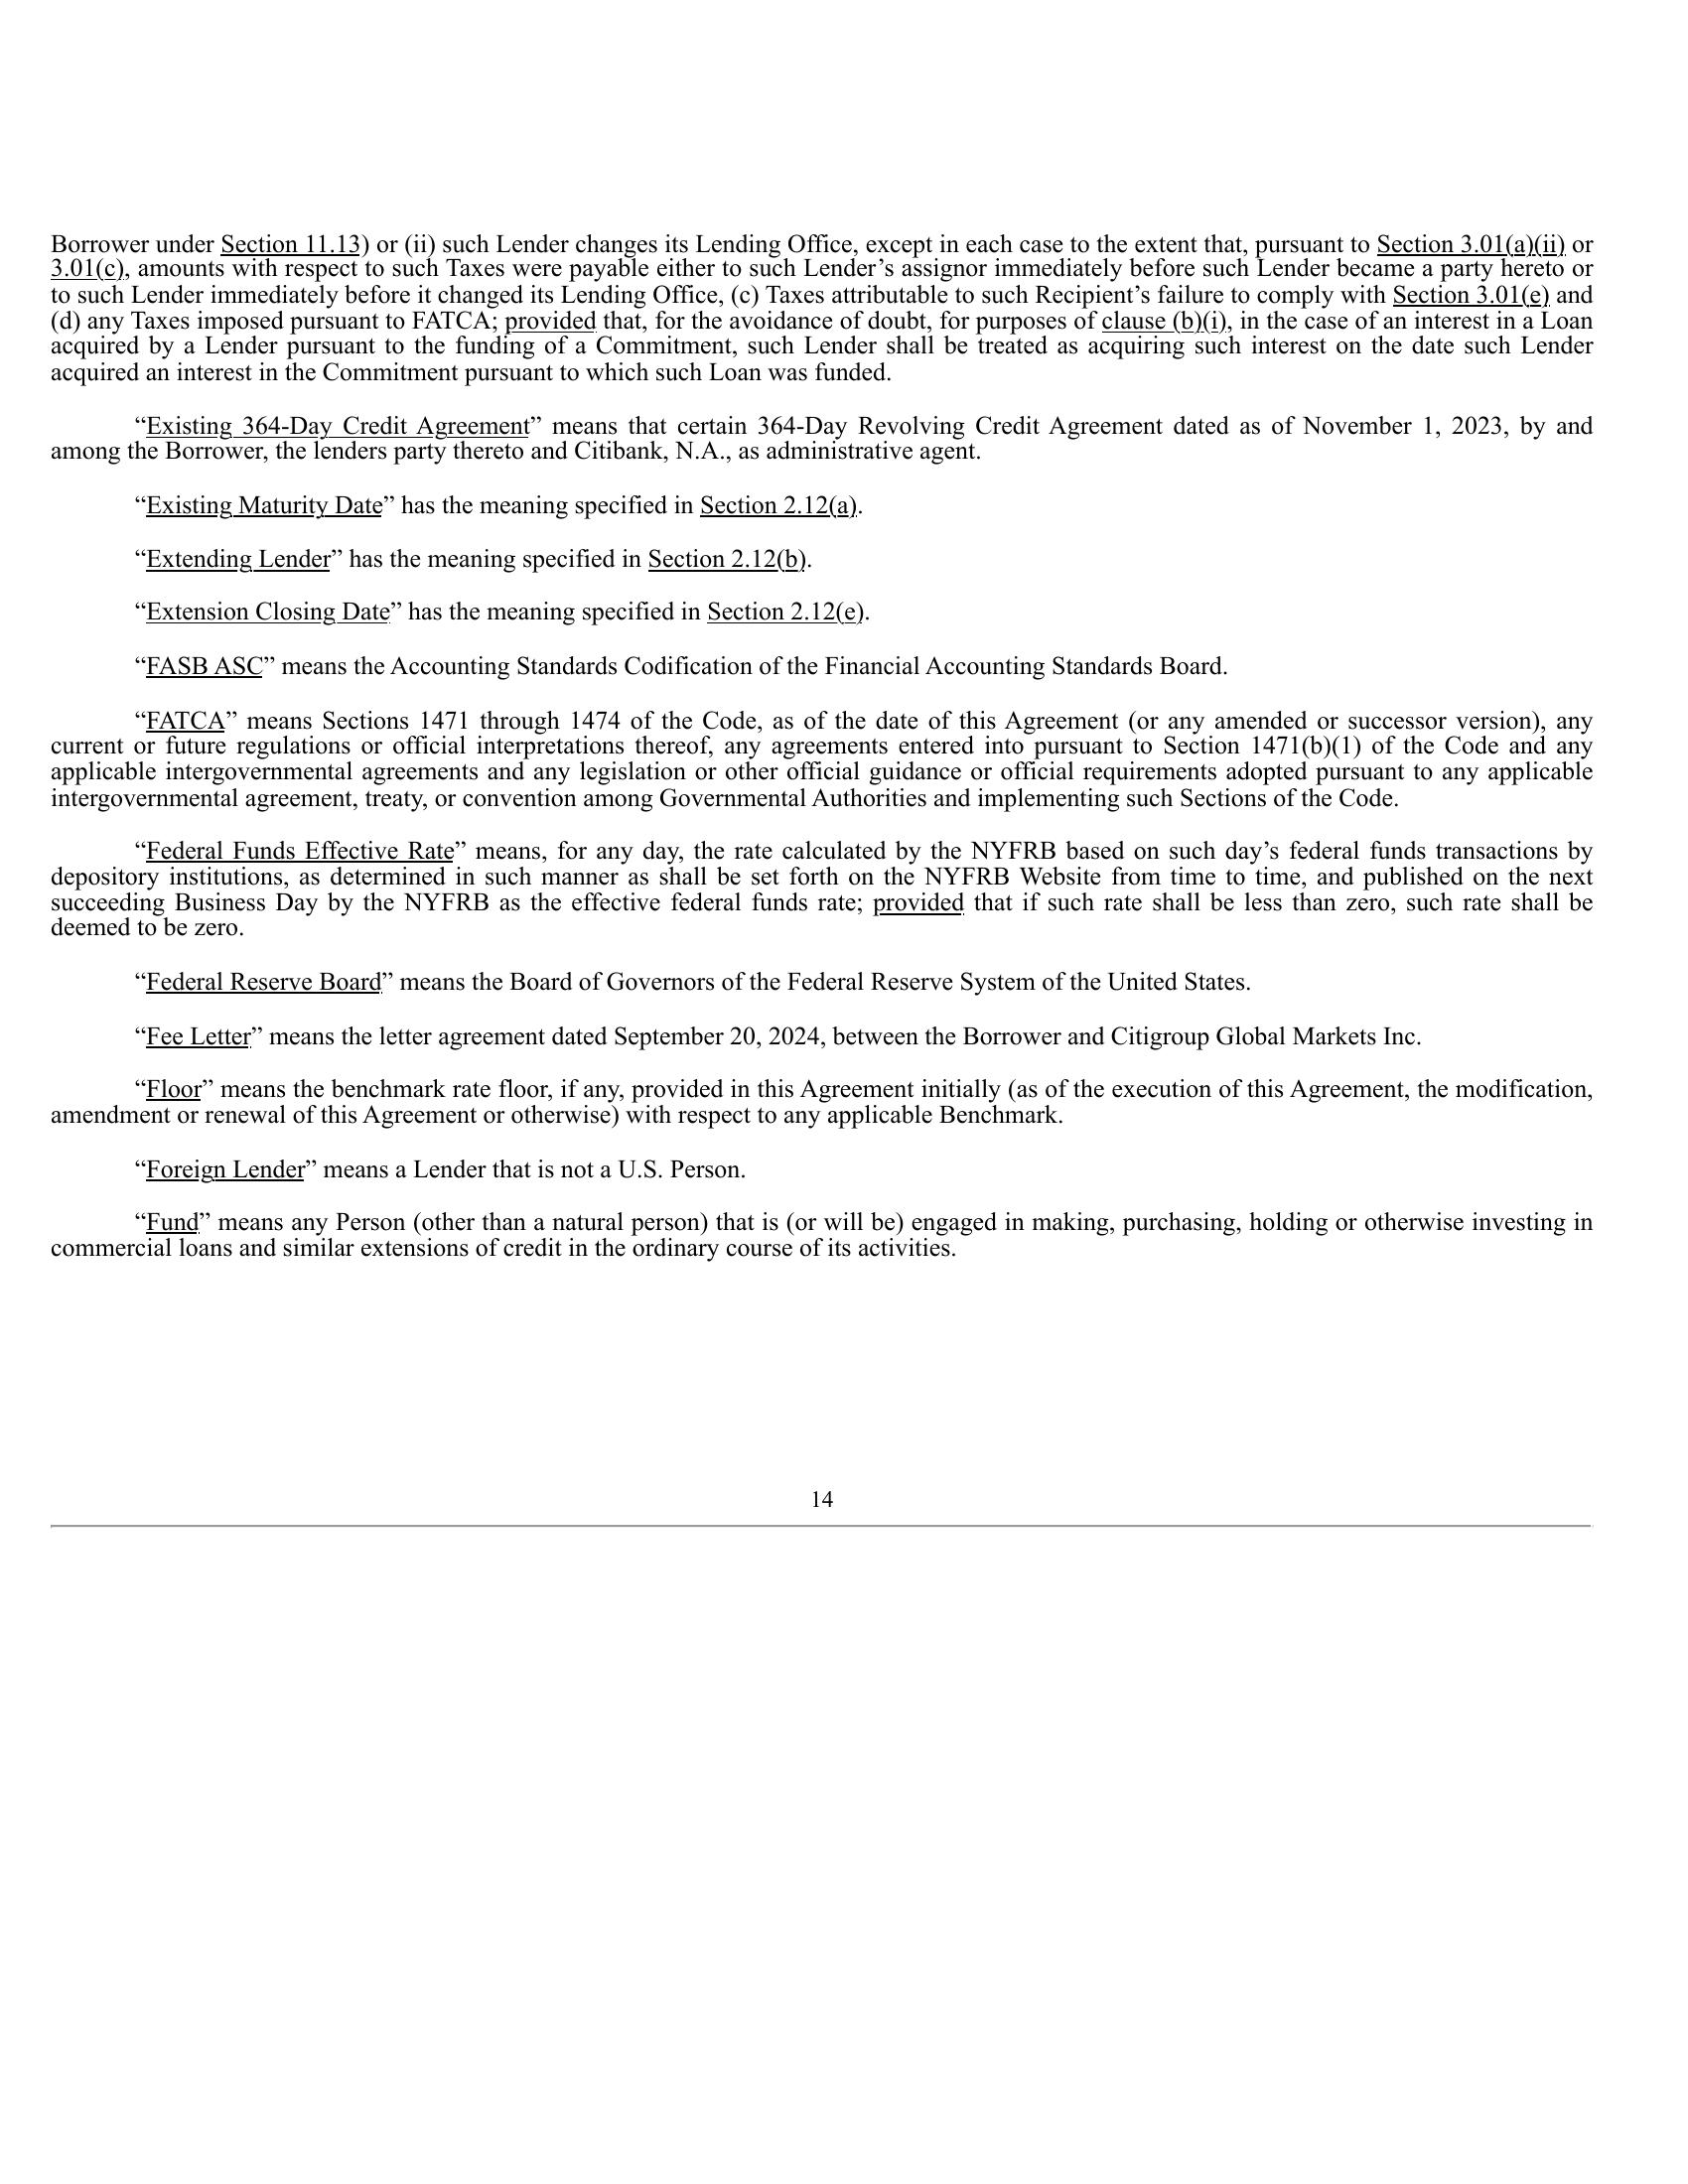 Borrower under Section 11.13) or (ii) such Lender changes its Lending Office, except in each case to the extent that, pursuant to Section 3.01(a)(ii) or
3.01(c), amounts with respect to such Taxes were payable either to such Lender’s assignor immediately before such Lender became a party hereto or
to such Lender immediately before it changed its Lending Office, (c) Taxes attributable to such Recipient’s failure to comply with Section 3.01(e) and
(d) any Taxes imposed pursuant to FATCA; provided that, for the avoidance of doubt, for purposes of clause (b)(i), in the case of an interest in a Loan
acquired by a Lender pursuant to the funding of a Commitment, such Lender shall be treated as acquiring such interest on the date such Lender
acquired an interest in the Commitment pursuant to which such Loan was funded.
“Existing 364-Day Credit Agreement” means that certain 364-Day Revolving Credit Agreement dated as of November 1, 2023, by and
among the Borrower, the lenders party thereto and Citibank, N.A., as administrative agent.
“Existing Maturity Date” has the meaning specified in Section 2.12(a).
“Extending Lender” has the meaning specified in Section 2.12(b).
“Extension Closing Date” has the meaning specified in Section 2.12(e).
“FASB ASC” means the Accounting Standards Codification of the Financial Accounting Standards Board.
“FATCA” means Sections 1471 through 1474 of the Code, as of the date of this Agreement (or any amended or successor version), any
current or future regulations or official interpretations thereof, any agreements entered into pursuant to Section 1471(b)(1) of the Code and any
applicable intergovernmental agreements and any legislation or other official guidance or official requirements adopted pursuant to any applicable
intergovernmental agreement, treaty, or convention among Governmental Authorities and implementing such Sections of the Code.
“Federal Funds Effective Rate” means, for any day, the rate calculated by the NYFRB based on such day’s federal funds transactions by
depository institutions, as determined in such manner as shall be set forth on the NYFRB Website from time to time, and published on the next
succeeding Business Day by the NYFRB as the effective federal funds rate; provided that if such rate shall be less than zero, such rate shall be
deemed to be zero.
“Federal Reserve Board” means the Board of Governors of the Federal Reserve System of the United States.
“Fee Letter” means the letter agreement dated September 20, 2024, between the Borrower and Citigroup Global Markets Inc.
“Floor” means the benchmark rate floor, if any, provided in this Agreement initially (as of the execution of this Agreement, the modification,
amendment or renewal of this Agreement or otherwise) with respect to any applicable Benchmark.
“Foreign Lender” means a Lender that is not a U.S. Person.
“Fund” means any Person (other than a natural person) that is (or will be) engaged in making, purchasing, holding or otherwise investing in
commercial loans and similar extensions of credit in the ordinary course of its activities.
14